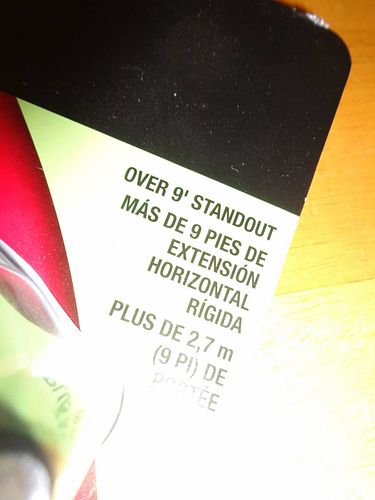 OVER 9' STANDOUT
MÁS DE 9 PIES DE
EXTENSIÓN
HORIZONTAL
RÍGIDA
PLUS DE 2,7 m
(9 PI) DE
PORTÉE